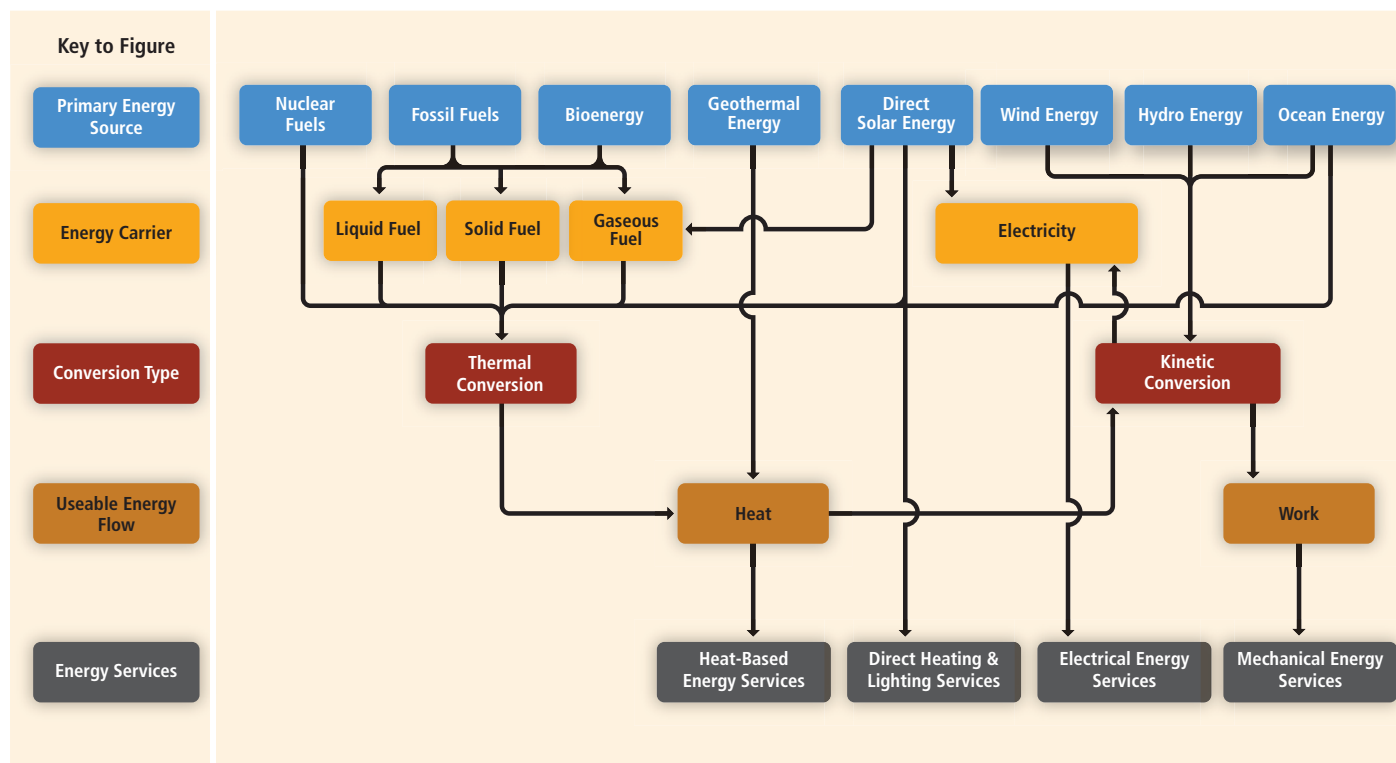 Key to Figure
Primary Energy
Source
Energy Carrier
Conversion Type
Useable Energy
Flow
Energy Services
Nuclear
Fuels
Fossil Fuels
Bioenergy
Geothermal
Energy
Direct
Solar Energy
Wind Energy
Hydro Energy
Ocean Energy
Liquid Fuel
Solid Fuel
Gaseous
Fuel
Electricity
Thermal
Conversion
Kinetic
Conversion
Heat
Work
Heat-Based
Energy Services
Direct Heating &
Lighting Services
Electrical Energy
Services
Mechanical Energy
Services